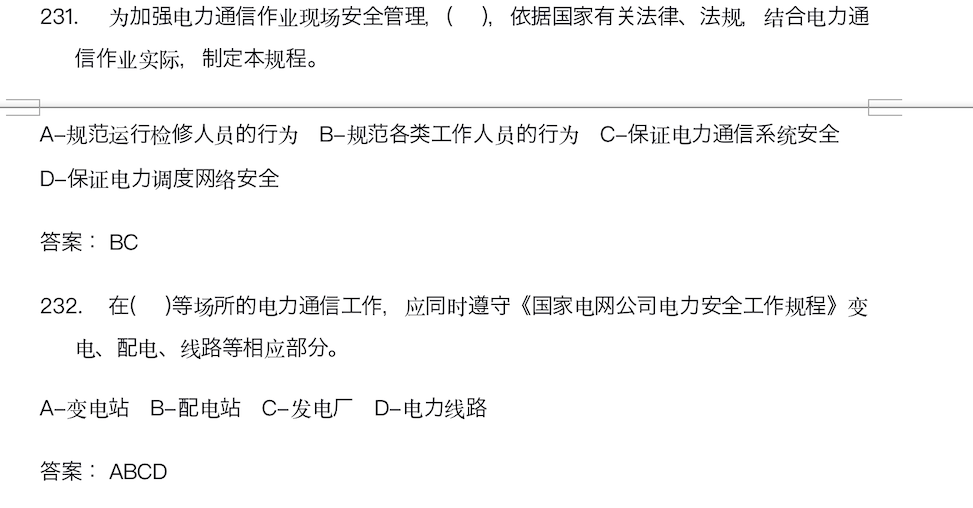 231. 为加强电力通信作业现场安全管理,( ),依据国家有关法律、法规,结合电力通
信作业实际,制定本规程。
A-规范运行检修人员的行为 B-规范各类工作人员的行为 C-保证电力通信系统安全
D-保证电力调度网络安全
答案：BC
232. 在( )等场所的电力通信工作,应同时遵守《国家电网公司电力安全工作规程》变
电、配电、线路等相应部分。
A-变电站 B-配电站 C-发电厂 D-电力线路
答案：ABCD